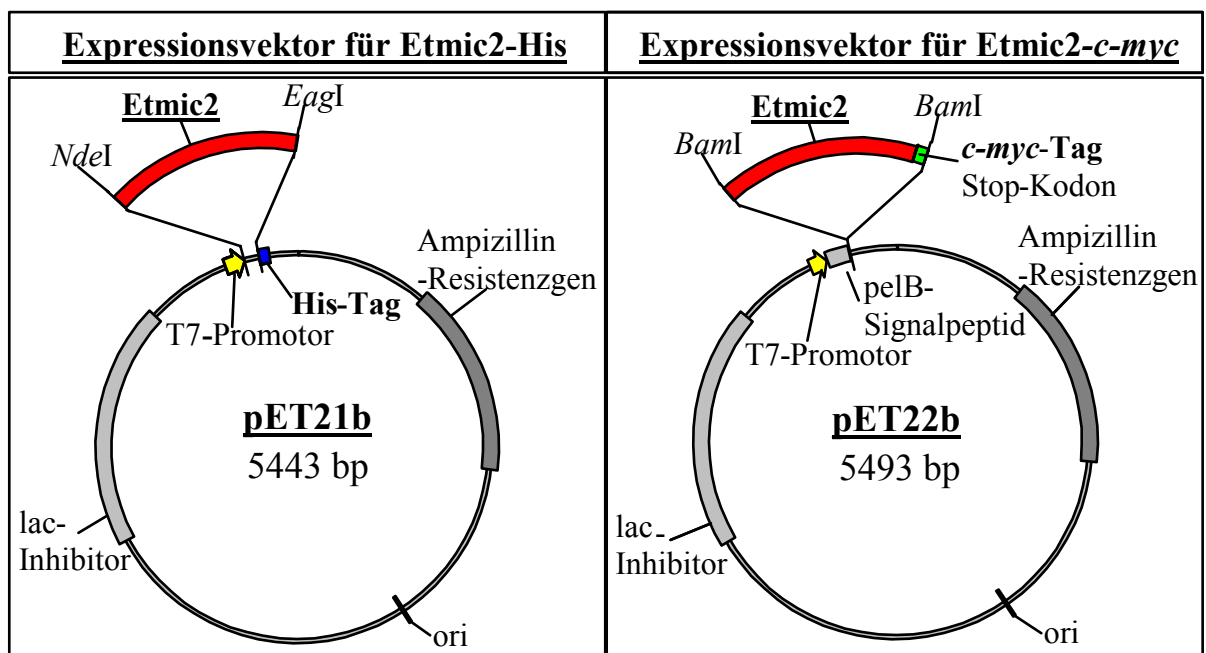 Expressionsvektor für Etmic2-His
Etmic2
EagI
NdeI
Ampizillin
-Resistenzgen
His-Tag
T7-Promotor
pET21b
5443 bp
lac-
Inhibitor
ori
Expressionsvektor für Etmic2-c-myc
Etmic2
BamI
BamI
c-myc-Tag
Stop-Kodon
Ampizillin
-Resistenzgen
pelB-
Signalpeptid
T7-Promotor
pET22b
5493 bp
lac-
Inhibitor
ori